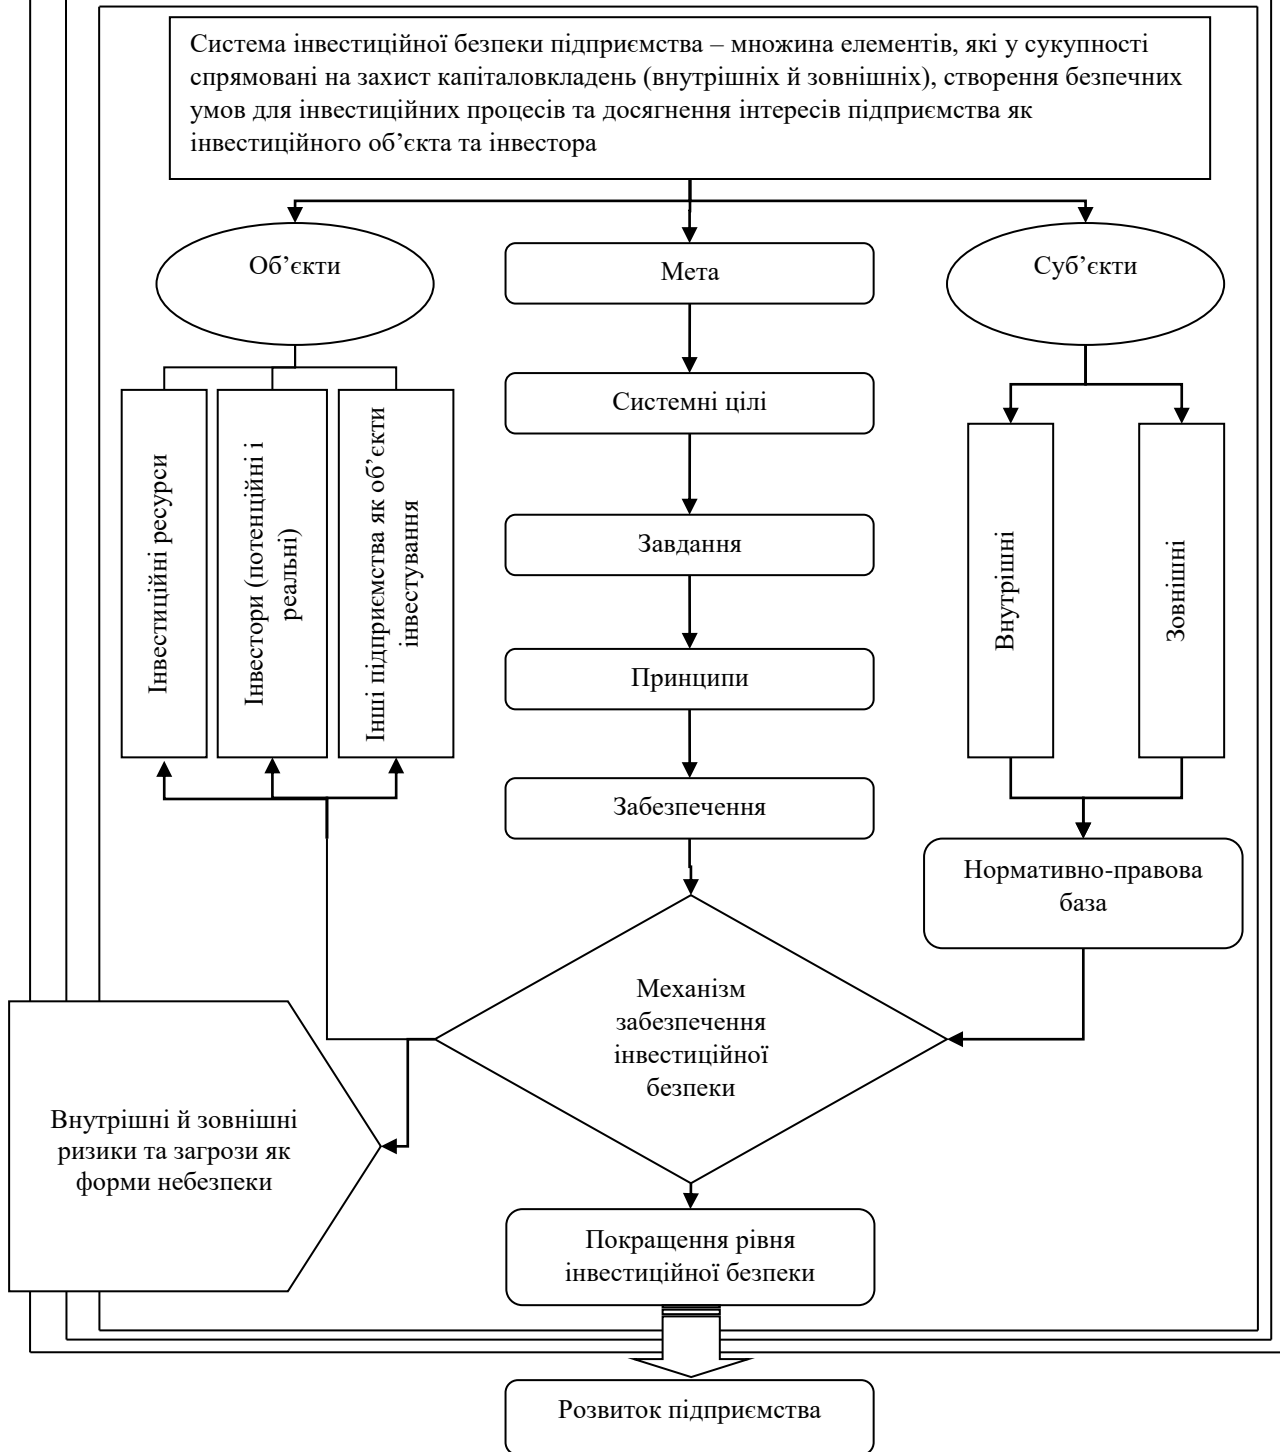 Система інвестиційної безпеки підприємства – множина елементів, які у сукупності
спрямовані на захист капіталовкладень (внутрішніх й зовнішніх), створення безпечних
умов для інвестиційних процесів та досягнення інтересів підприємства як
інвестиційного об’єкта та інвестора
Об’єкти
Мета
Суб’єкти
Системні цілі
Інвестиційні ресурси
Інвестори (потенційні і
реальні)
Інші підприємства як об’єкти
інвестування
Завдання
Внутрішні
Зовнішні
Принципи
Забезпечення
Нормативно-правова
база
Механізм
забезпечення
інвестиційної
безпеки
Внутрішні й зовнішні
ризики та загрози як
форми небезпеки
Покращення рівня
інвестиційної безпеки
Розвиток підприємства